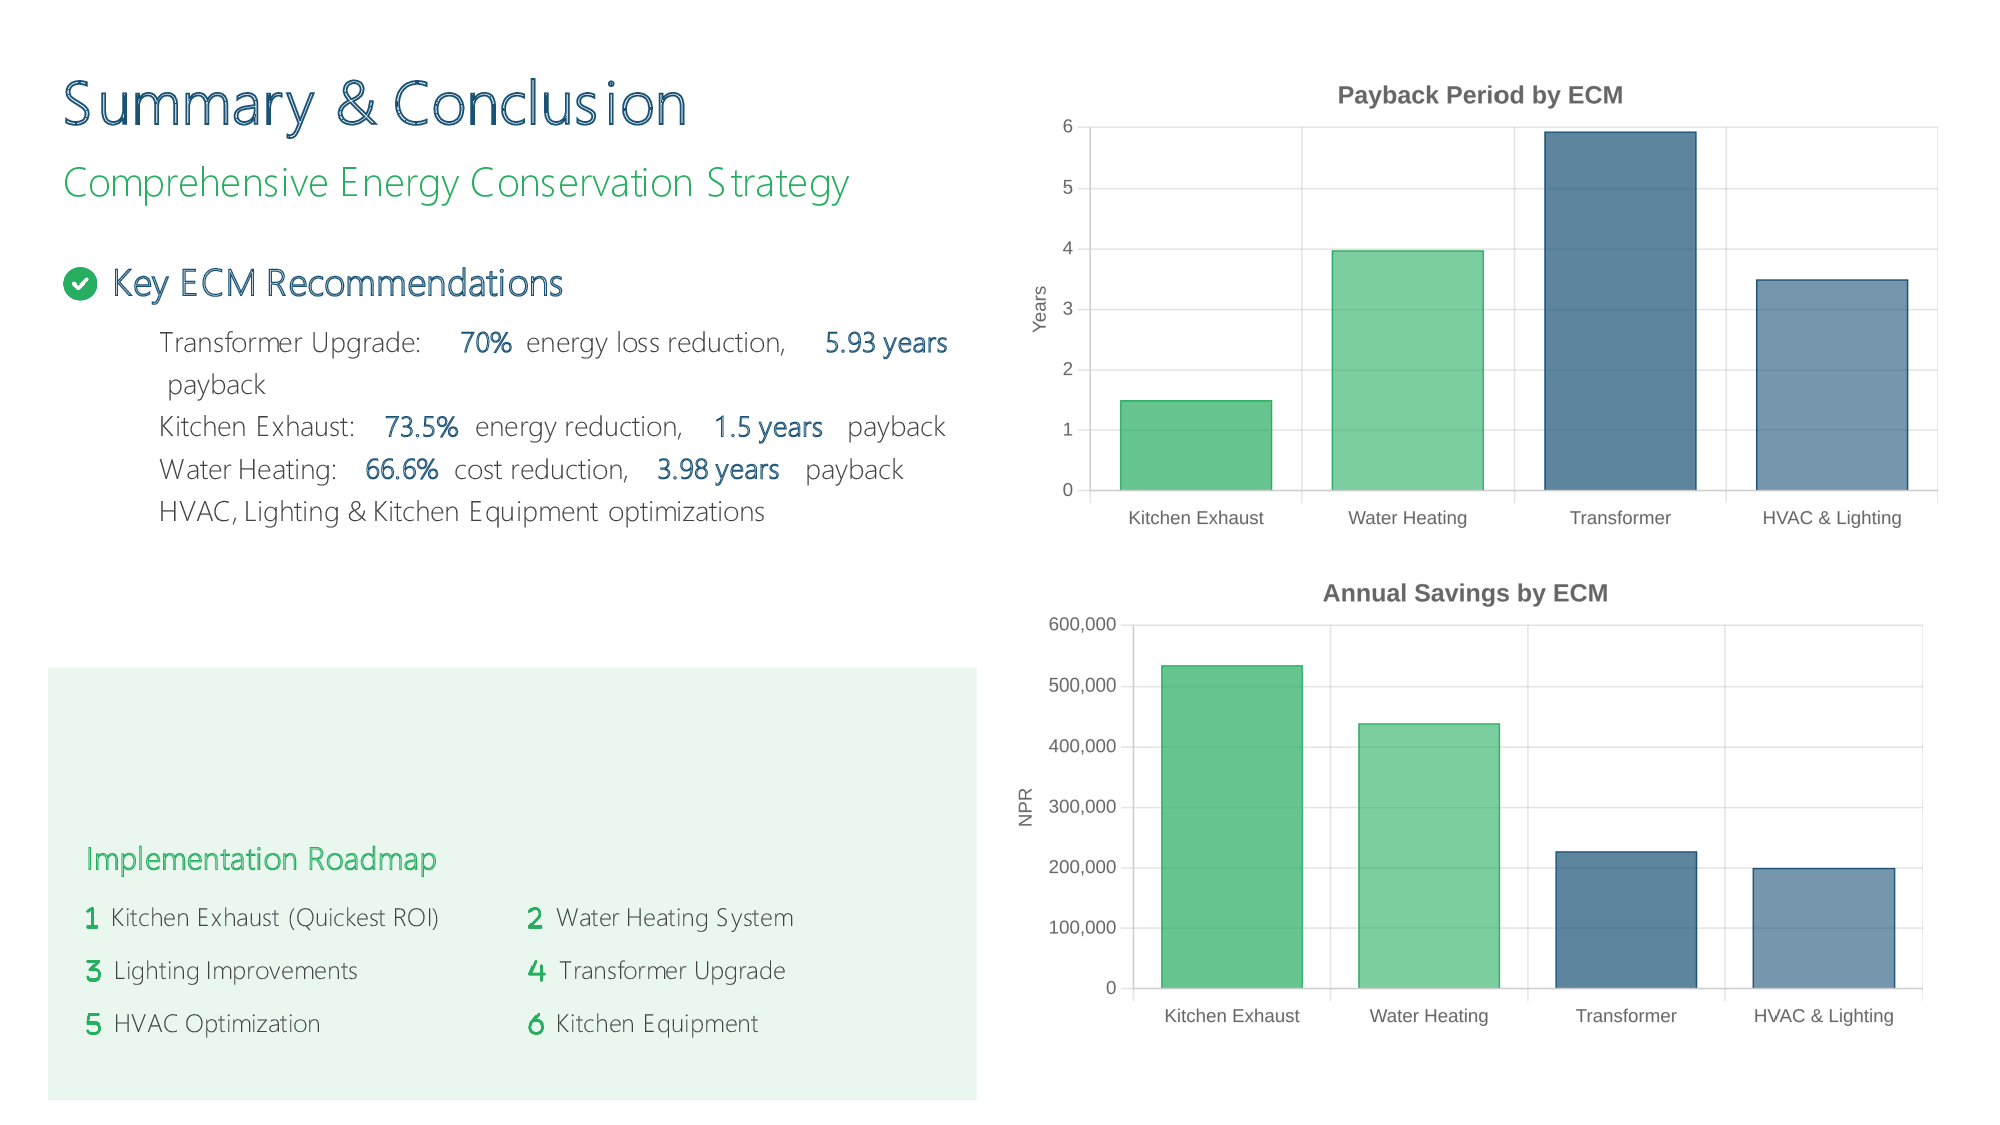 Summary & Conclusion
Comprehensive Energy Conservation Strategy
Key ECM Recommendations
Transformer Upgrade: 70% energy loss reduction, 5.93 years
payback
Kitchen Exhaust: 73.5% energy reduction, 1.5 years payback
Water Heating: 66.6% cost reduction, 3.98 years payback
HVAC, Lighting & Kitchen Equipment optimizations
Implementation Roadmap
1 Kitchen Exhaust (Quickest ROI)
2 Water Heating System
3 Lighting Improvements
4 Transformer Upgrade
5 HVAC Optimization
6 Kitchen Equipment
Payback Period by ECM
Years
6
5
4
3
2
1
0
Kitchen Exhaust
Water Heating
Transformer
HVAC & Lighting
Annual Savings by ECM
NPR
600,000
500,000
400,000
300,000
200,000
100,000
0
Kitchen Exhaust
Water Heating
Transformer
HVAC & Lighting